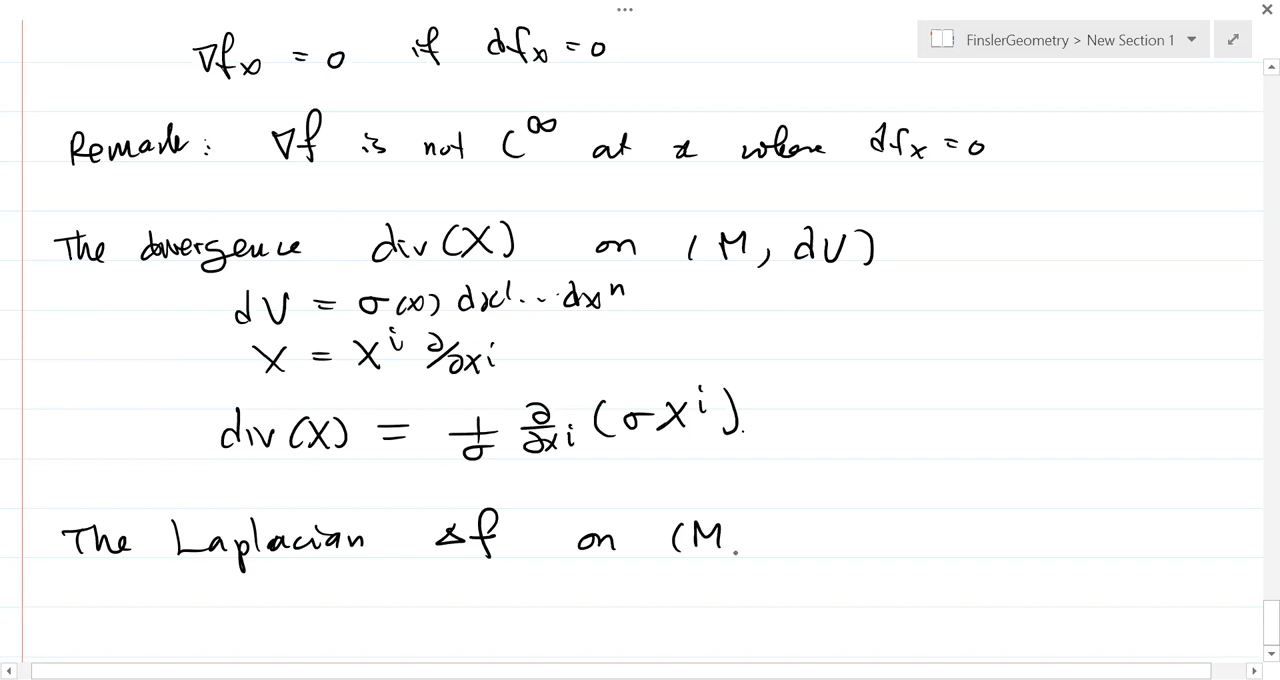 FinslerGeometry > New Section 1
∇f_x = 0 if df_x = 0
Remark: ∇f is not C^∞ at x where df_x = 0
The divergence div(X) on (M, dV)
dV = σ(x) dx^1...dx^n
X = X^i ∂/∂x^i
div(X) = 1/σ ∂/∂x^i (σX^i).
The Laplacian Δf on (M